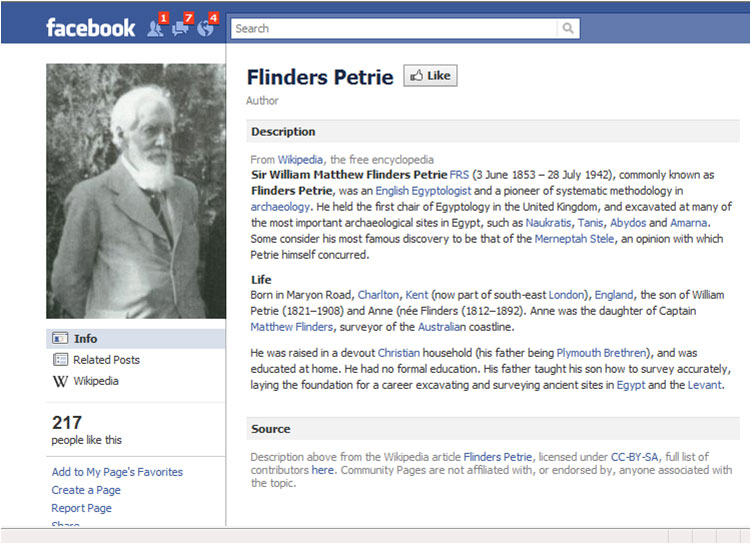 facebook
1
7
4
Search
Flinders Petrie
Like
Author
Description
From Wikipedia, the free encyclopedia
Sir William Matthew Flinders Petrie FRS (3 June 1853 – 28 July 1942), commonly known as
Flinders Petrie, was an English Egyptologist and a pioneer of systematic methodology in
archaeology. He held the first chair of Egyptology in the United Kingdom, and excavated at many of
the most important archaeological sites in Egypt, such as Naukratis, Tanis, Abydos and Amarna.
Some consider his most famous discovery to be that of the Merneptah Stele, an opinion with which
Petrie himself concurred.
Life
Born in Maryon Road, Charlton, Kent (now part of south-east London), England, the son of William
Petrie (1821–1908) and Anne (née Flinders (1812–1892). Anne was the daughter of Captain
Matthew Flinders, surveyor of the Australian coastline.
He was raised in a devout Christian household (his father being Plymouth Brethren), and was
educated at home. He had no formal education. His father taught his son how to survey accurately,
laying the foundation for a career excavating and surveying ancient sites in Egypt and the Levant.
Source
Description above from the Wikipedia article Flinders Petrie, licensed under CC-BY-SA, full list of
contributors here. Community Pages are not affiliated with, or endorsed by, anyone associated with
the topic.
Info
Related Posts
W Wikipedia
217
people like this
Add to My Page's Favorites
Create a Page
Report Page
Share